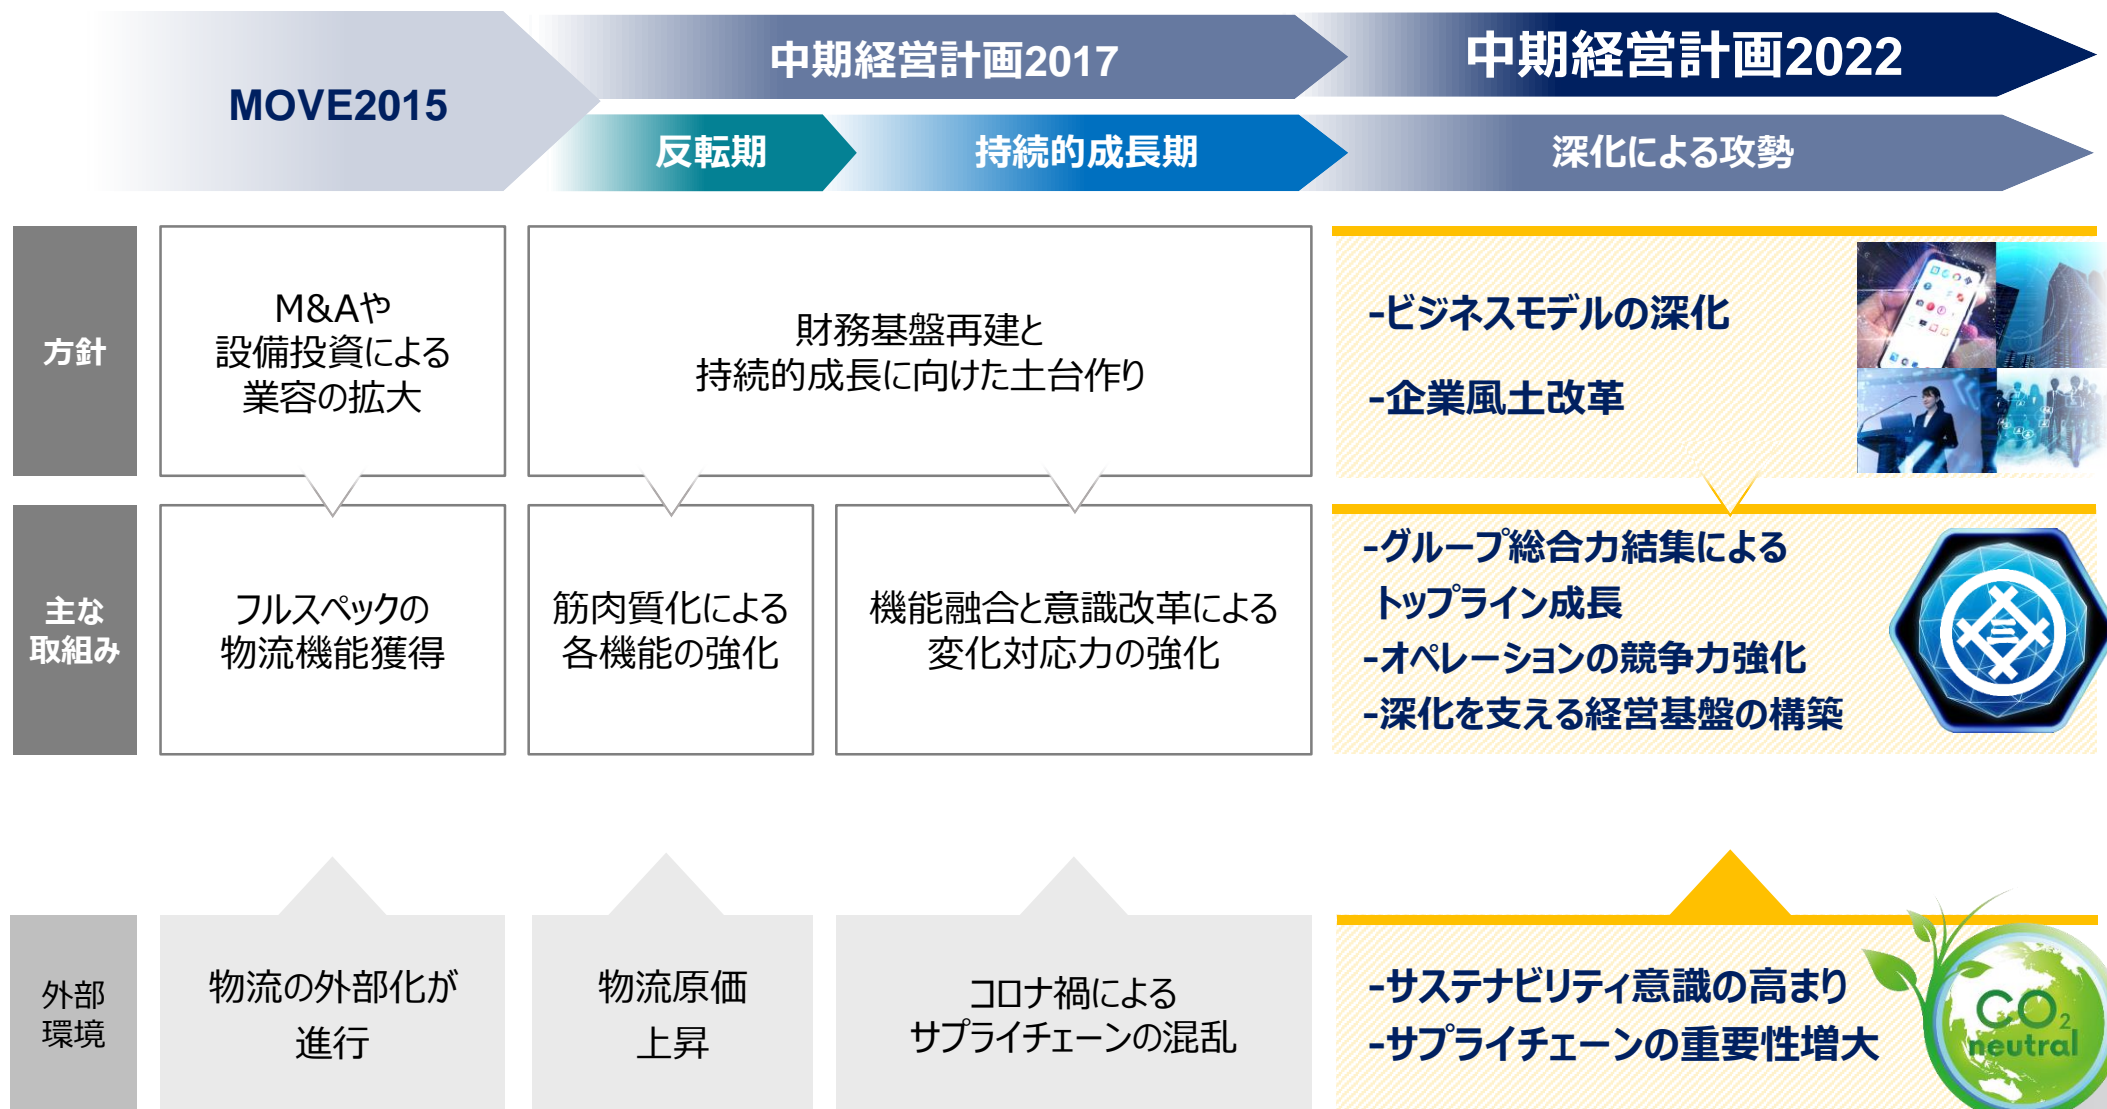 MOVE2015
中期経営計画2017
中期経営計画2022
反転期
持続的成長期
深化による攻勢
方針
M&Aや
設備投資による
業容の拡大
財務基盤再建と
持続的成長に向けた土台作り
-ビジネスモデルの深化
-企業風土改革
主な
取組み
フルスペックの
物流機能獲得
筋肉質化による
各機能の強化
機能融合と意識改革による
変化対応力の強化
-グループ総合力結集による
トップライン成長
-オペレーションの競争力強化
-深化を支える経営基盤の構築
外部
環境
物流の外部化が
進行
物流原価
上昇
コロナ禍による
サプライチェーンの混乱
-サステナビリティ意識の高まり
-サプライチェーンの重要性増大
CO2
neutral